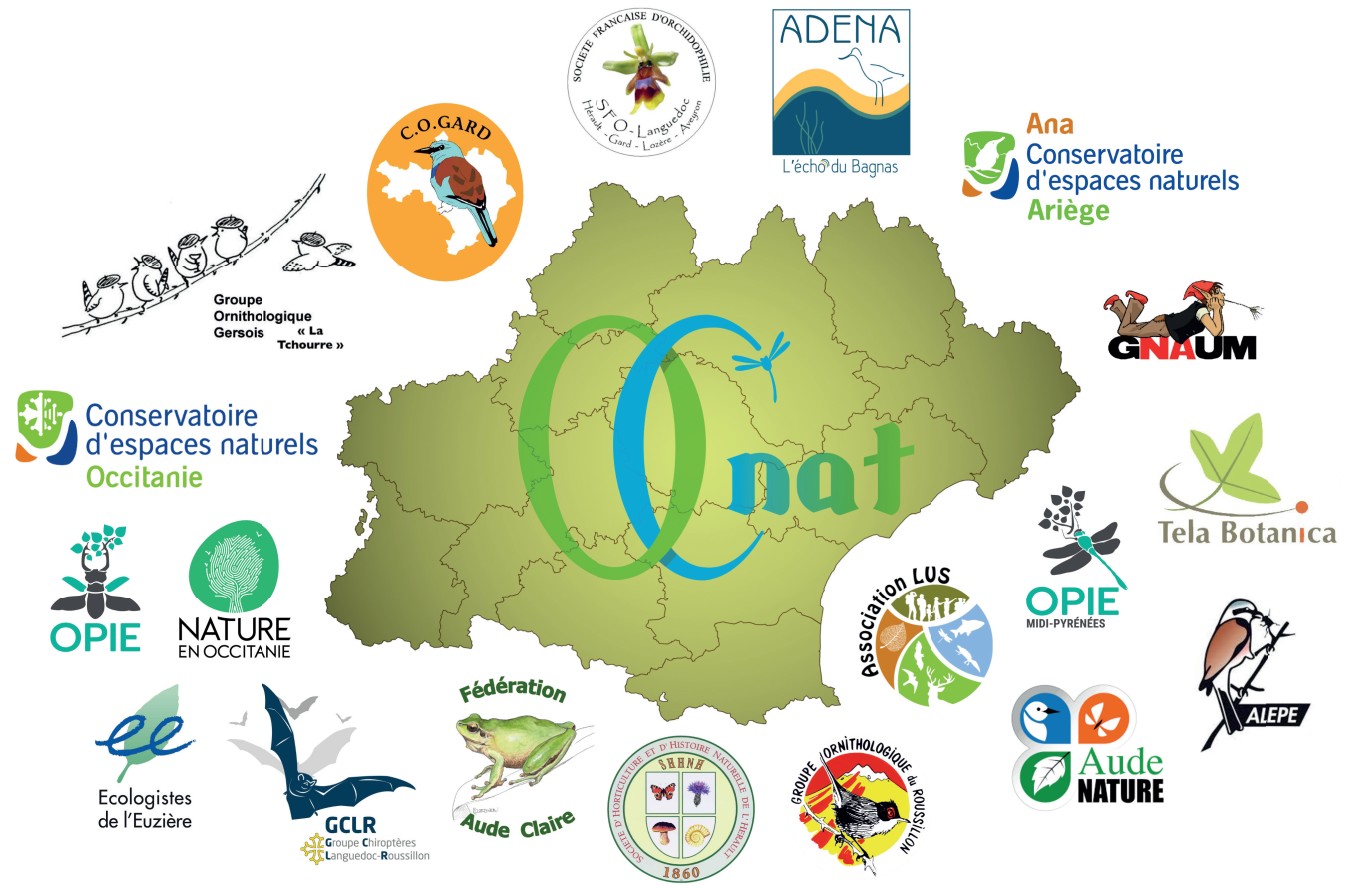 SOCIETE FRANCAISE D'ORCHIDOPHILIE
SFO-Languedoc
Hérault - Gard - Lozère - Aveyron
ADENA
L'écho du Bagnas
C.O.GARD
Ana
Conservatoire
d'espaces naturels
Ariège
Groupe
Ornithologique
Gersois « La
Tchourre »
GNAUM
OC nat
Conservatoire
d'espaces naturels
Occitanie
Tela Botanica
OPIE
NATURE
EN OCCITANIE
Association LUS
OPIE
MIDI-PYRÉNÉES
ALEPE
Ecologistes
de l'Euzière
GCLR
Groupe Chiroptères
Languedoc-Roussillon
Fédération
Aude Claire
SOCIETE D'HORTICULTURE ET D'HISTOIRE NATURELLE DE L'HERAULT
SHHNH
1860
GROUPE ORNITHOLOGIQUE du ROUSSILLON
Aude
NATURE